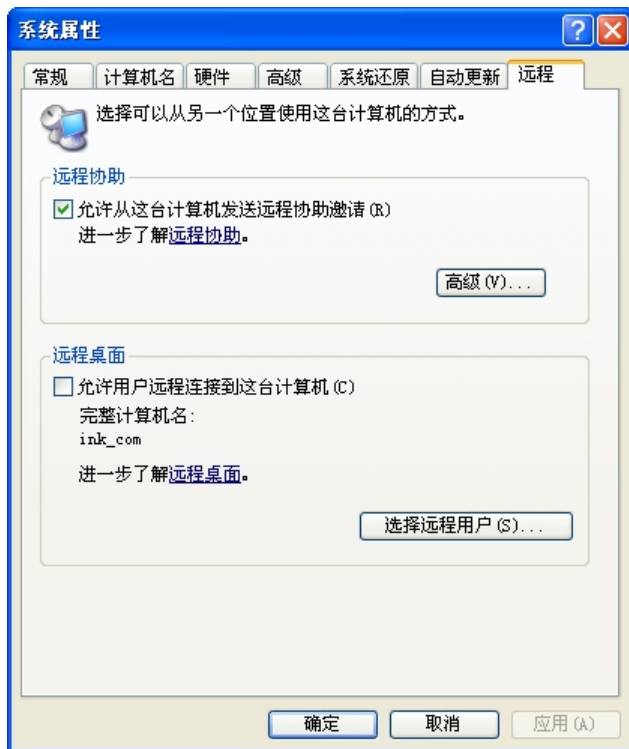 系统属性
常规 计算机名 硬件 高级 系统还原 自动更新 远程
选择可以从另一个位置使用这台计算机的方式。
远程协助
允许从这台计算机发送远程协助邀请(R)
进一步了解远程协助。
高级(V)...
远程桌面
允许用户远程连接到这台计算机(C)
完整计算机名:
ink_com
进一步了解远程桌面。
选择远程用户(S)...
确定 取消 应用(A)